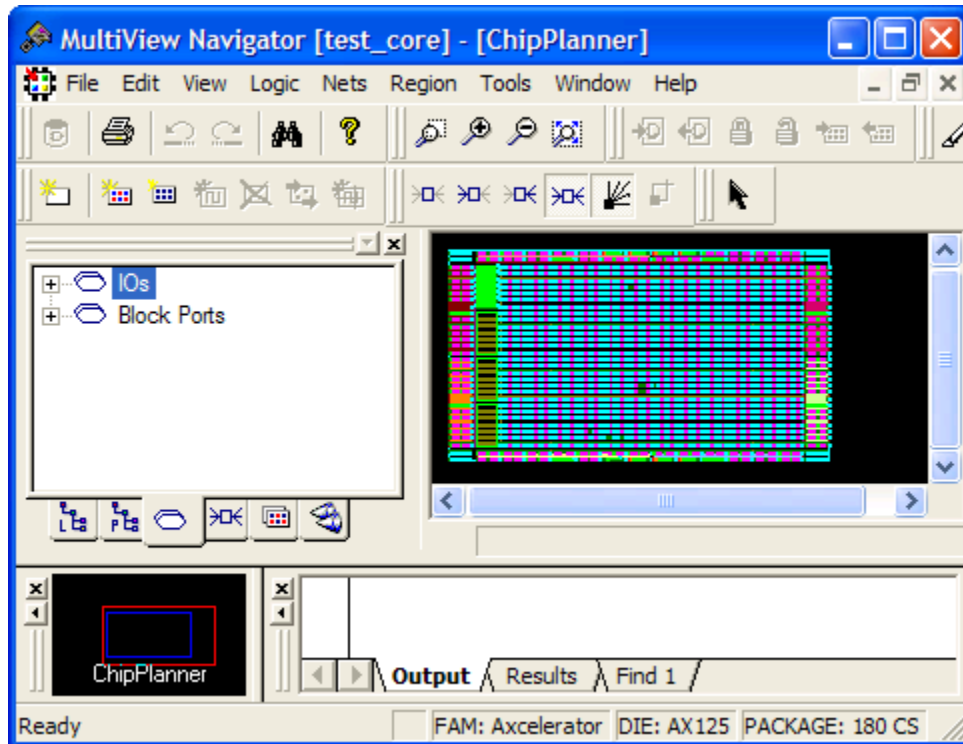 MultiView Navigator [test_core] - [ChipPlanner]
File Edit View Logic Nets Region Tools Window Help
IOs
Block Ports
L P
ChipPlanner
Output Results Find 1
Ready FAM: Axcelerator DIE: AX125 PACKAGE: 180 CS